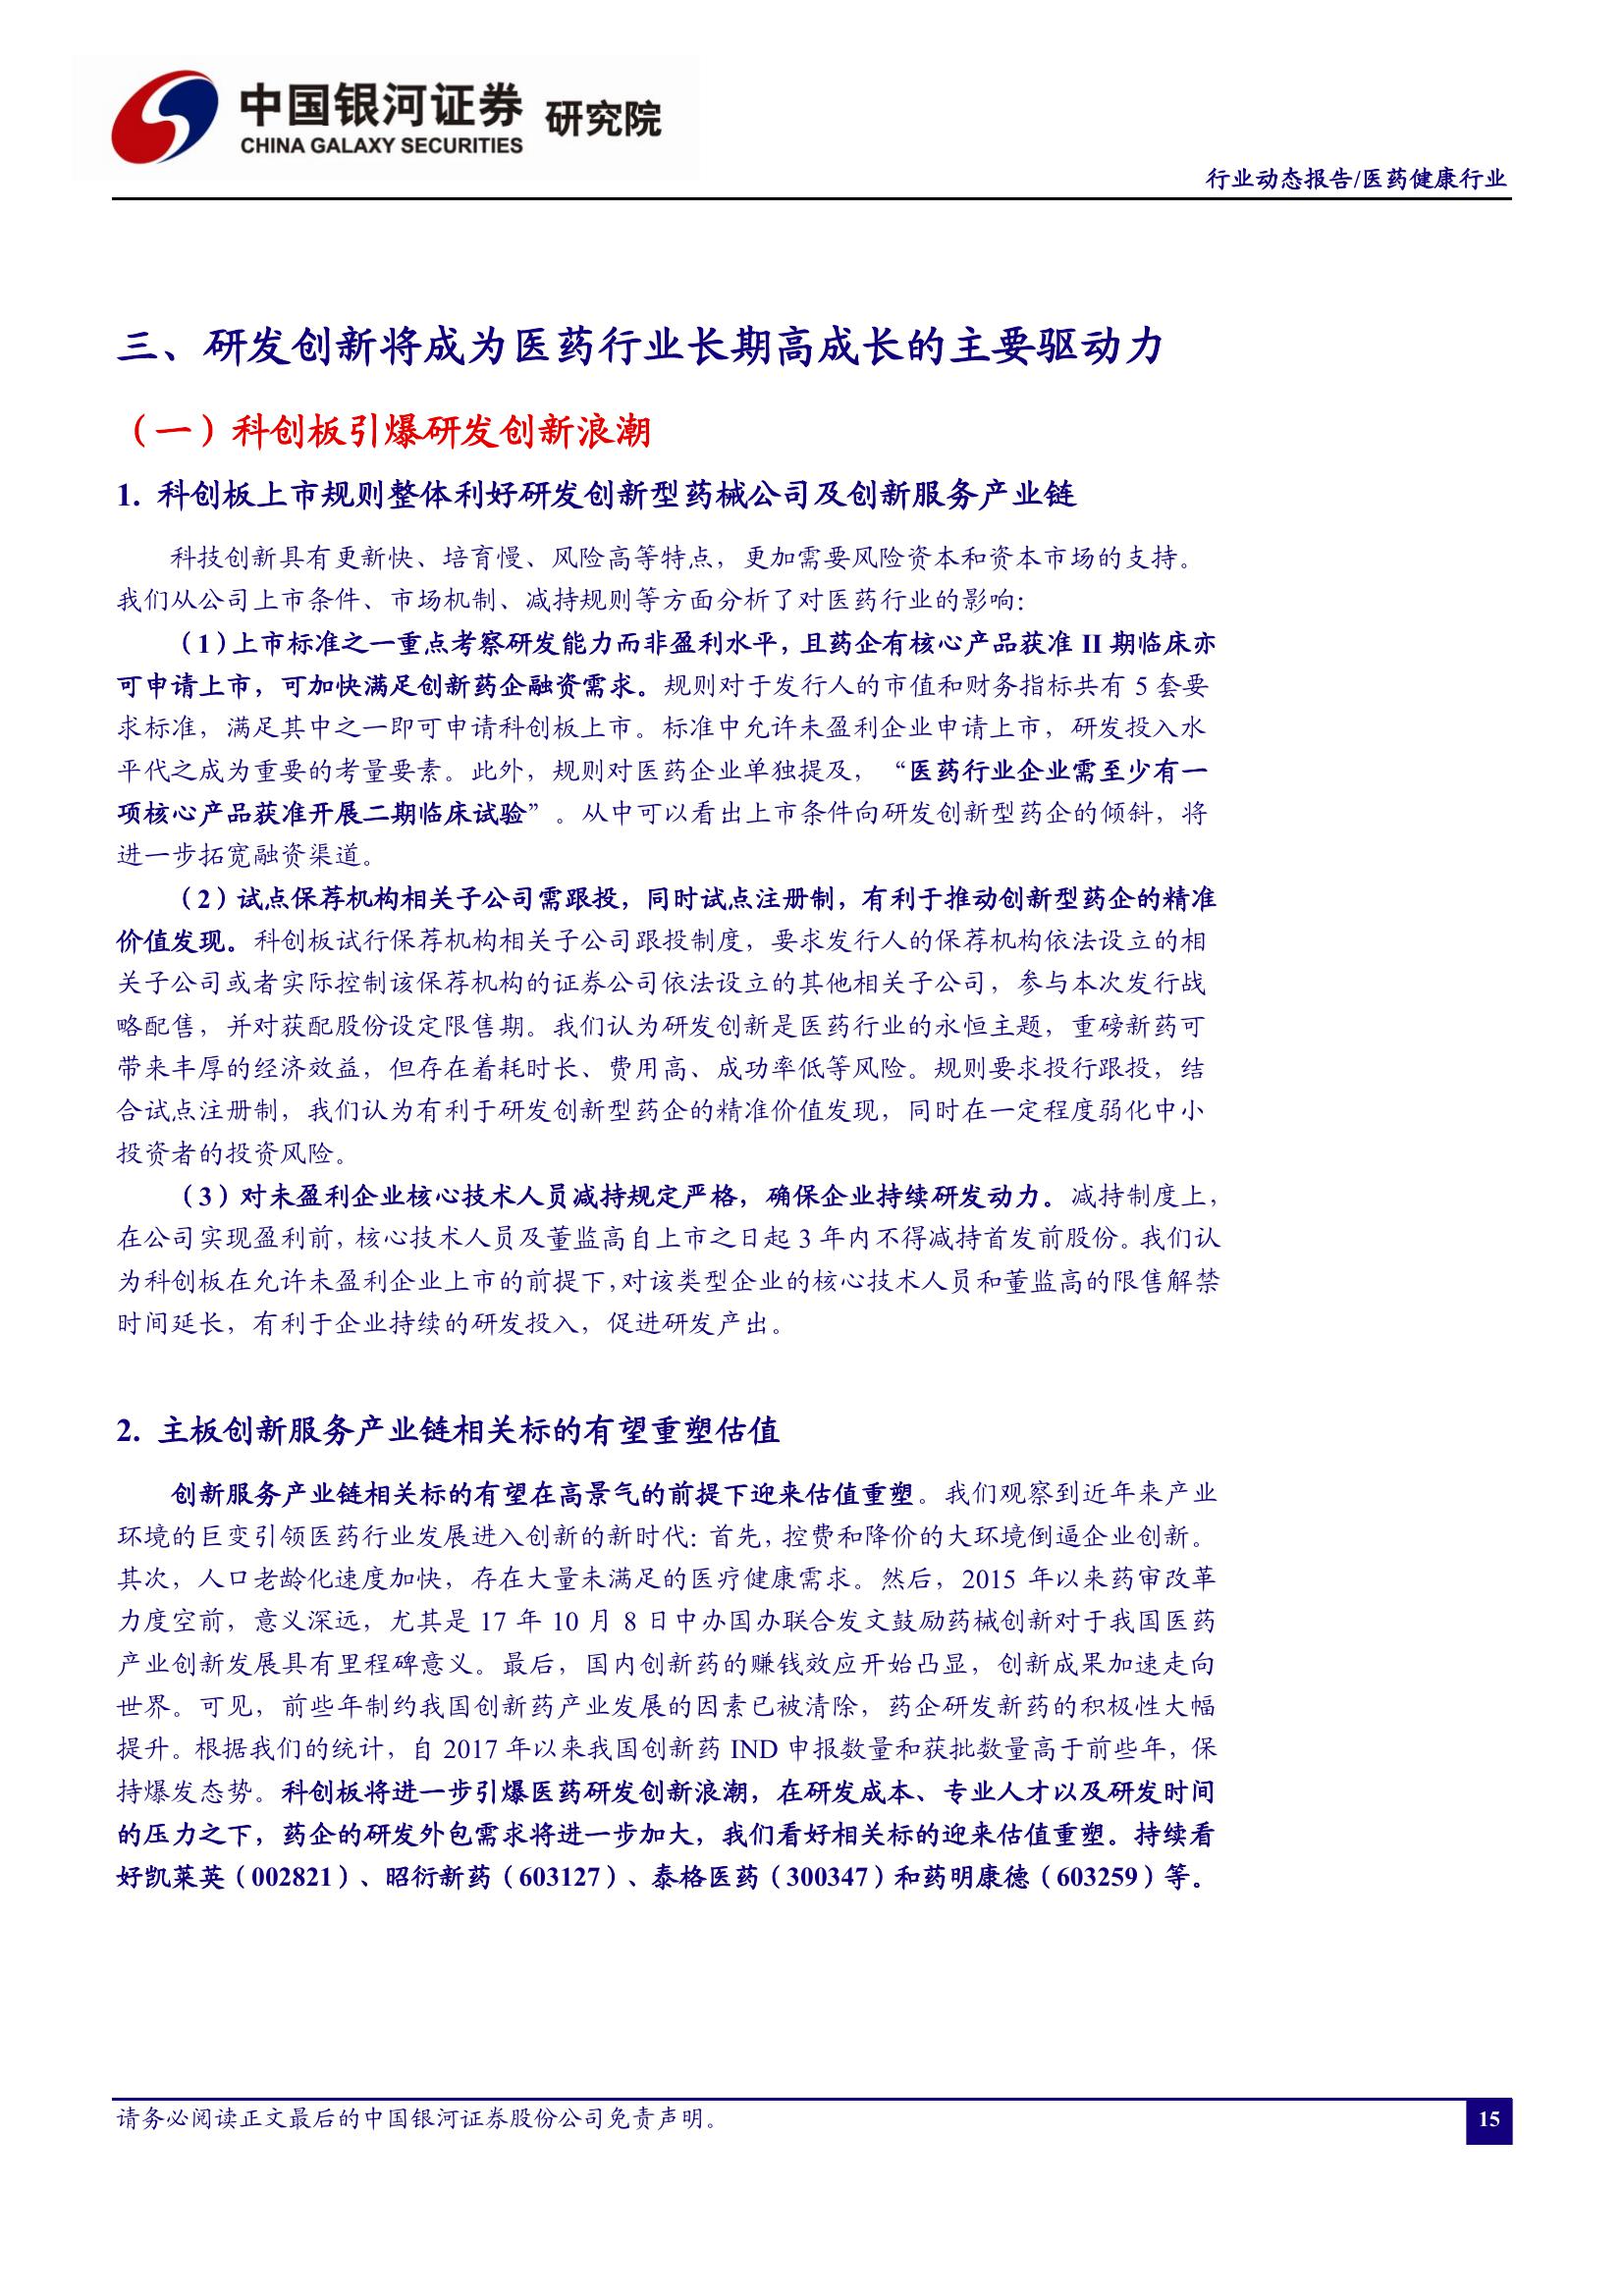 中国银河证券 研究院
CHINA GALAXY SECURITIES
行业动态报告/医药健康行业
三、研发创新将成为医药行业长期高成长的主要驱动力
（一）科创板引爆研发创新浪潮
1. 科创板上市规则整体利好研发创新型药械公司及创新服务产业链
科技创新具有更新快、培育慢、风险高等特点，更加需要风险资本和资本市场的支持。
我们从公司上市条件、市场机制、减持规则等方面分析了对医药行业的影响：
（1）上市标准之一重点考察研发能力而非盈利水平，且药企有核心产品获准 II 期临床亦
可申请上市，可加快满足创新药企融资需求。规则对于发行人的市值和财务指标共有 5 套要
求标准，满足其中之一即可申请科创板上市。标准中允许未盈利企业申请上市，研发投入水
平代之成为重要的考量要素。此外，规则对医药企业单独提及，“医药行业企业需至少有一
项核心产品获准开展二期临床试验”。从中可以看出上市条件向研发创新型药企的倾斜，将
进一步拓宽融资渠道。
（2）试点保荐机构相关子公司需跟投，同时试点注册制，有利于推动创新型药企的精准
价值发现。科创板试行保荐机构相关子公司跟投制度，要求发行人的保荐机构依法设立的相
关子公司或者实际控制该保荐机构的证券公司依法设立的其他相关子公司，参与本次发行战
略配售，并对获配股份设定限售期。我们认为研发创新是医药行业的永恒主题，重磅新药可
带来丰厚的经济效益，但存在着耗时长、费用高、成功率低等风险。规则要求投行跟投，结
合试点注册制，我们认为有利于研发创新型药企的精准价值发现，同时在一定程度弱化中小
投资者的投资风险。
（3）对未盈利企业核心技术人员减持规定严格，确保企业持续研发动力。减持制度上，
在公司实现盈利前，核心技术人员及董监高自上市之日起 3 年内不得减持首发前股份。我们认
为科创板在允许未盈利企业上市的前提下，对该类型企业的核心技术人员和董监高的限售解禁
时间延长，有利于企业持续的研发投入，促进研发产出。
2. 主板创新服务产业链相关标的有望重塑估值
创新服务产业链相关标的有望在高景气的前提下迎来估值重塑。我们观察到近年来产业
环境的巨变引领医药行业发展进入创新的新时代：首先，控费和降价的大环境倒逼企业创新。
其次，人口老龄化速度加快，存在大量未满足的医疗健康需求。然后，2015 年以来药审改革
力度空前，意义深远，尤其是 17 年 10 月 8 日中办国办联合发文鼓励药械创新对于我国医药
产业创新发展具有里程碑意义。最后，国内创新药的赚钱效应开始凸显，创新成果加速走向
世界。可见，前些年制约我国创新药产业发展的因素已被清除，药企研发新药的积极性大幅
提升。根据我们的统计，自 2017 年以来我国创新药 IND 申报数量和获批数量高于前些年，保
持爆发态势。科创板将进一步引爆医药研发创新浪潮，在研发成本、专业人才以及研发时间
的压力之下，药企的研发外包需求将进一步加大，我们看好相关标的迎来估值重塑。持续看
好凯莱英（002821）、昭衍新药（603127）、泰格医药（300347）和药明康德（603259）等。
请务必阅读正文最后的中国银河证券股份公司免责声明。
15